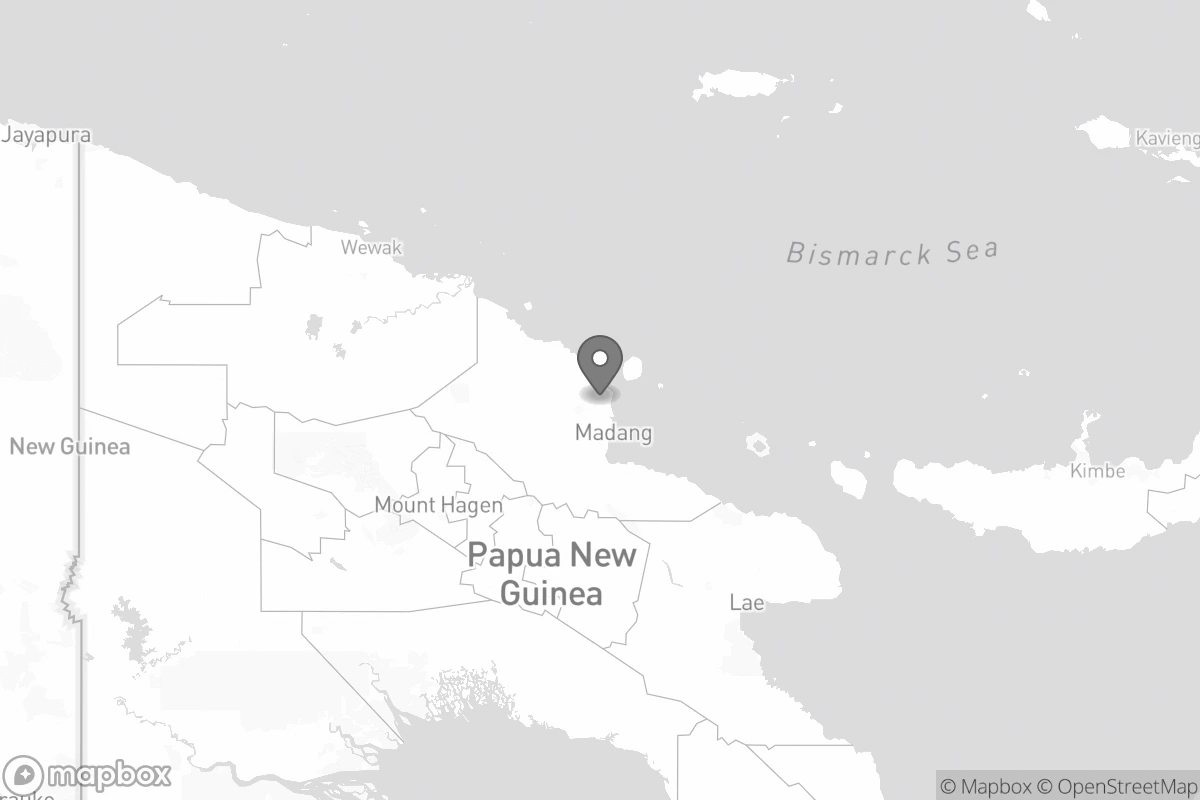 Jayapura
Kavieng
Wewak
Bismarck Sea
Madang
New Guinea
Kimbe
Mount Hagen
Papua New
Guinea
Lae
mapbox
© Mapbox © OpenStreetMap